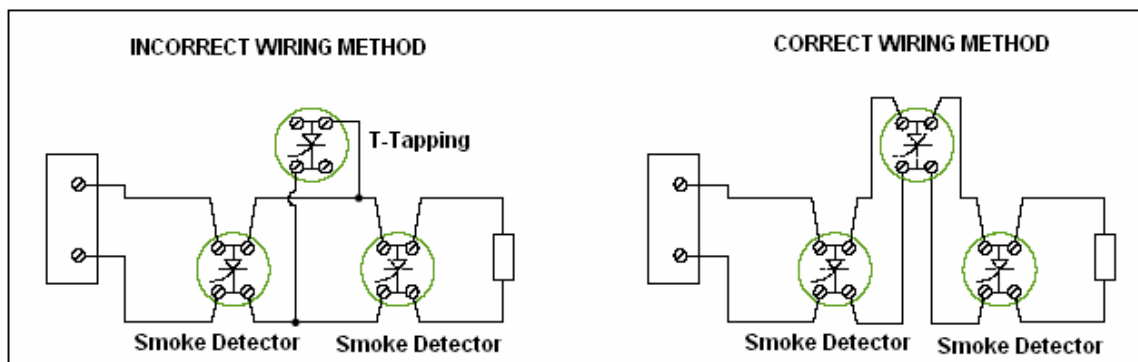 INCORRECT WIRING METHOD
T-Tapping
Smoke Detector
Smoke Detector
CORRECT WIRING METHOD
Smoke Detector
Smoke Detector